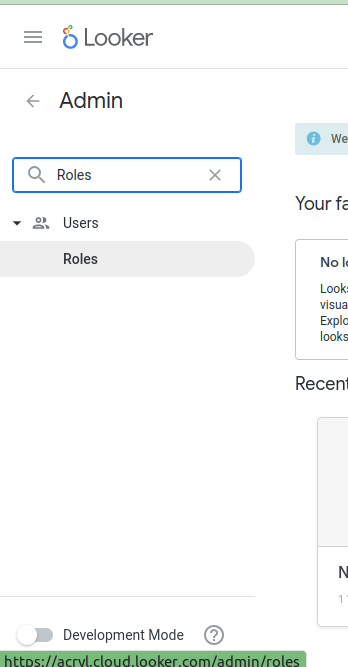 Looker
Admin
We
Roles
Your fa
Users
Roles
No l
Looks
visua
Explo
looks
Recent
N
1
Development Mode
https://acryl.cloud.looker.com/admin/roles